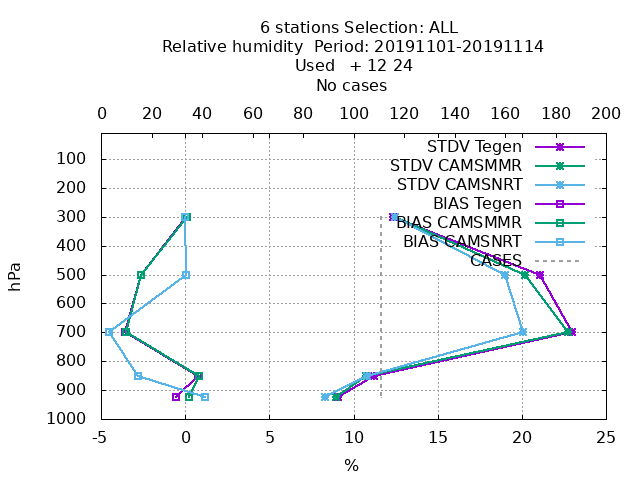 6 stations Selection: ALL
Relative humidity  Period: 20191101-20191114
Used   + 12 24
No cases
0 20 40 60 80 100 120 140 160 180 200
STDV Tegen
STDV CAMSMMR
STDV CAMSNRT
BIAS Tegen
BIAS CAMSMMR
BIAS CAMSNRT
CASES
hPa
100
200
300
400
500
600
700
800
900
1000
-5 0 5 10 15 20 25
%